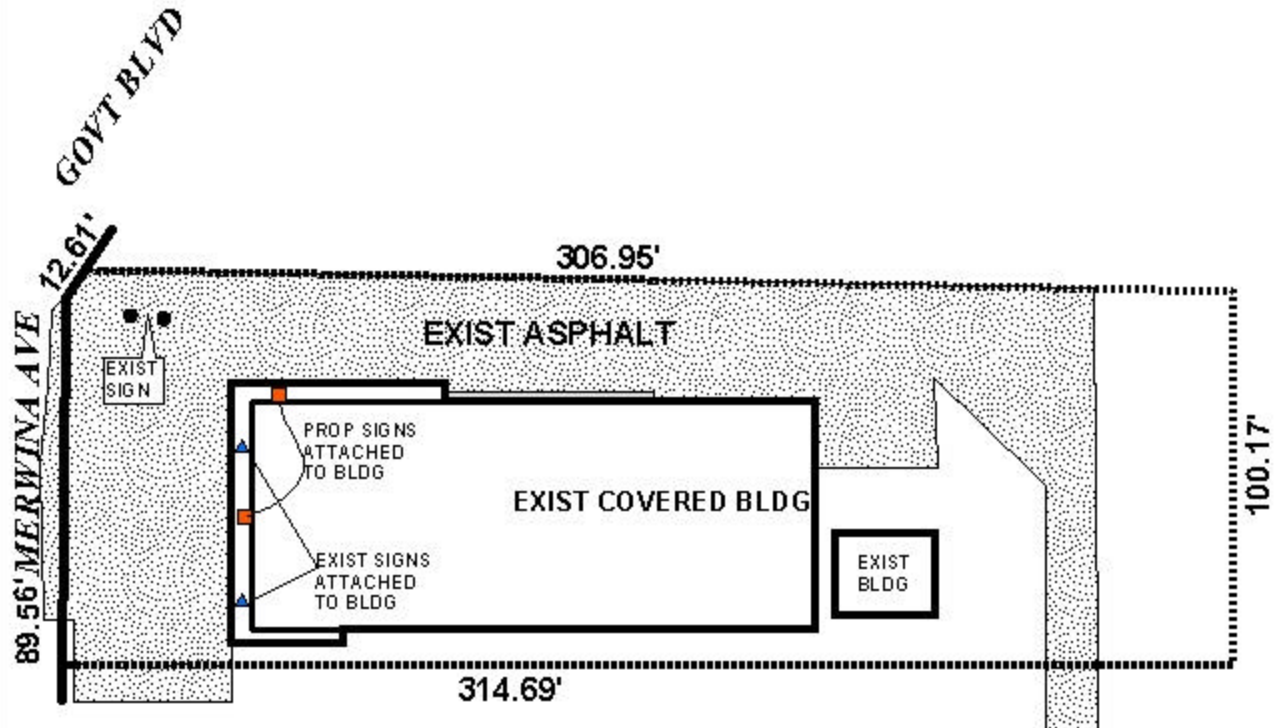 GOVT BLVD
12.61'
306.95'
EXIST ASPHALT
EXIST
SIGN
MERWINA AVE
PROP SIGNS
ATTACHED
TO BLDG
100.17'
EXIST COVERED BLDG
EXIST SIGNS
ATTACHED
TO BLDG
EXIST
BLDG
89.56'
314.69'